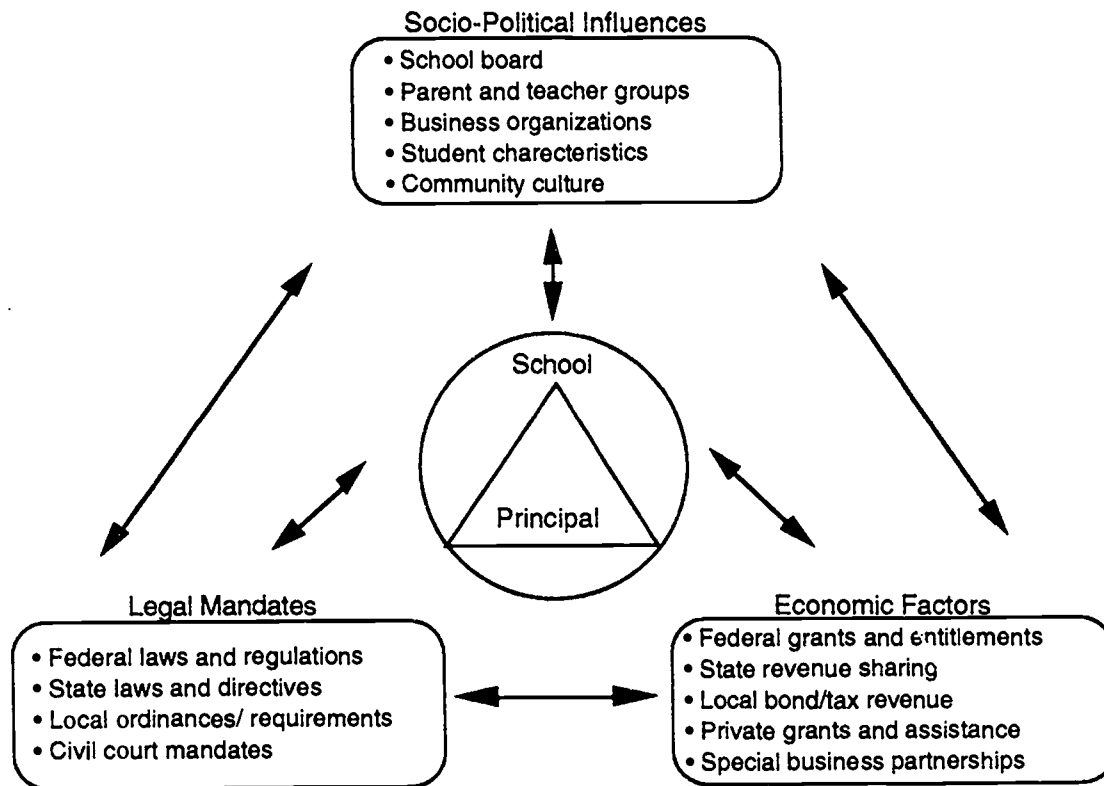 Socio-Political Influences
• School board
• Parent and teacher groups
• Business organizations
• Student charecteristics
• Community culture
School
Principal
Legal Mandates
• Federal laws and regulations
• State laws and directives
• Local ordinances/ requirements
• Civil court mandates
Economic Factors
• Federal grants and entitlements
• State revenue sharing
• Local bond/tax revenue
• Private grants and assistance
• Special business partnerships